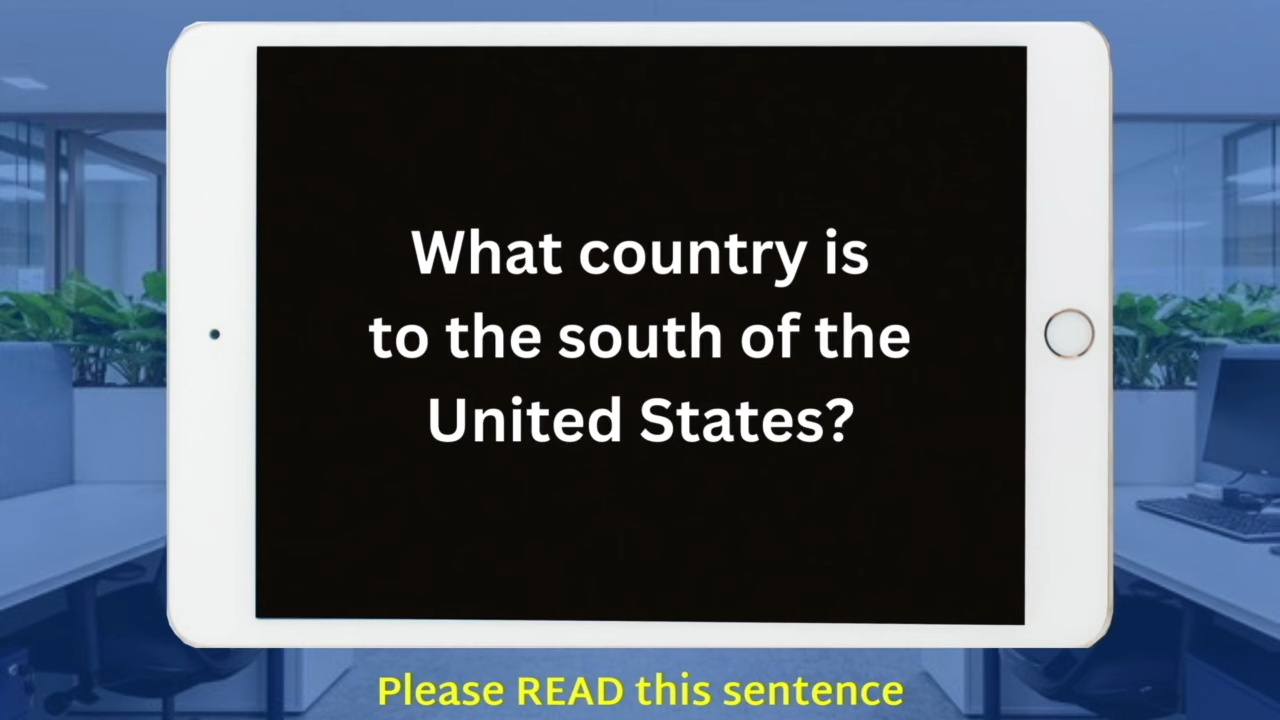 What country is
to the south of the
United States?
Please READ this sentence